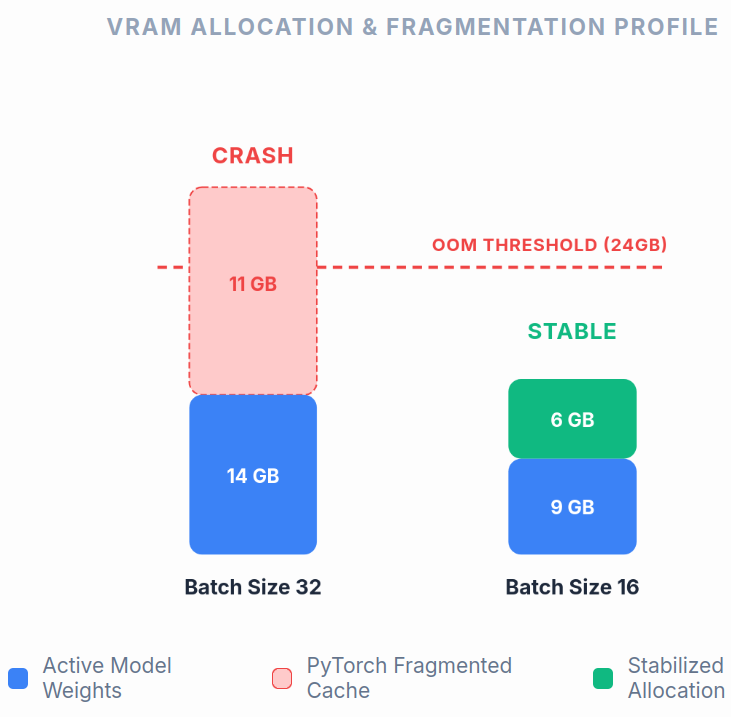 VRAM ALLOCATION & FRAGMENTATION PROFILE
CRASH
OOM THRESHOLD (24GB)
11 GB
STABLE
6 GB
14 GB
9 GB
Batch Size 32
Batch Size 16
Active Model
Weights
PyTorch Fragmented
Cache
Stabilized
Allocation